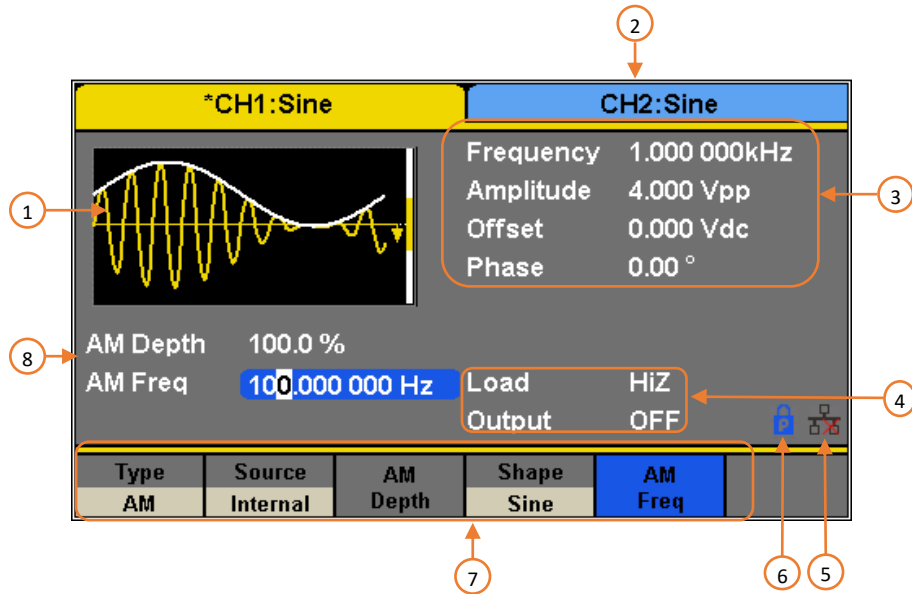 2
*CH1:Sine CH2:Sine
Frequency 1.000 000kHz
1
Amplitude 4.000 Vpp
3
Offset 0.000 Vdc
Phase 0.00 °
AM Depth 100.0 %
8
AM Freq 100.000 000 Hz Load HiZ
4
Output OFF
P
Type Source AM Shape AM
AM Internal Depth Sine Freq
7
6
5